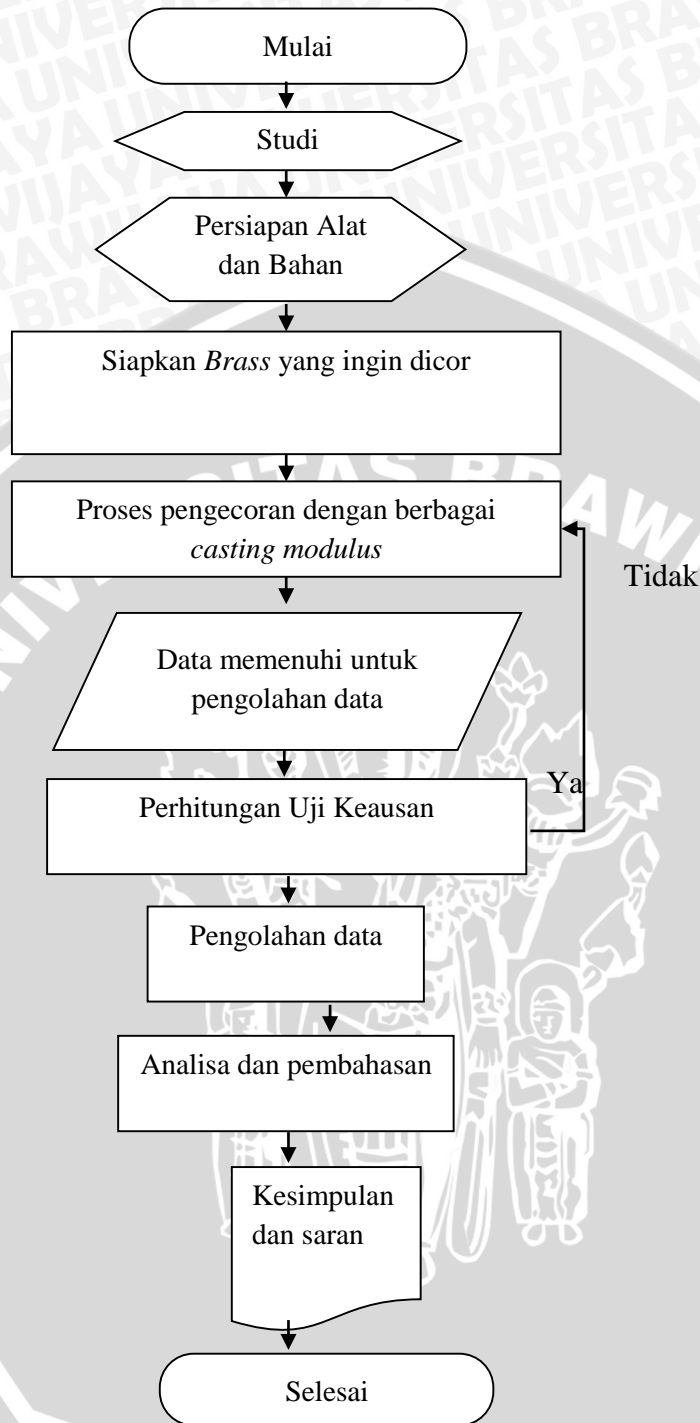 Mulai
Studi
Persiapan Alat
dan Bahan
Siapkan Brass yang ingin dicor
Proses pengecoran dengan berbagai
casting modulus
Tidak
Data memenuhi untuk
pengolahan data
Ya
Perhitungan Uji Keausan
Pengolahan data
Analisa dan pembahasan
Kesimpulan
dan saran
Selesai